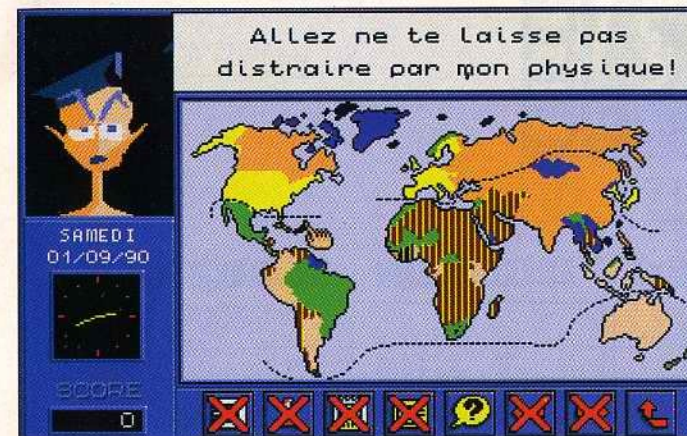 Allez ne te laisse pas
distraire par mon physique!
SAMEDI
01/09/90
SCORE
0
?